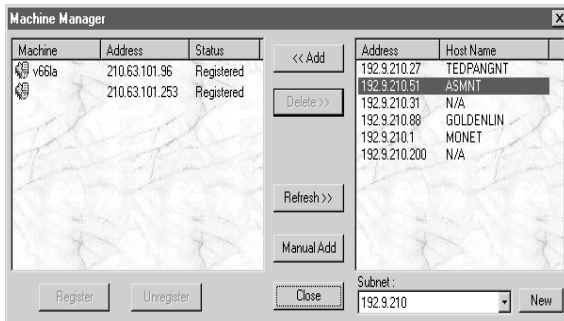 Machine Manager
Machine Address Status
v66la 210.63.101.96 Registered
210.63.101.253 Registered
<< Add
Delete >>
Refresh >>
Manual Add
Close
Register Unregister
Address Host Name
192.9.210.27 TEDPANGNT
192.9.210.51 ASMNT
192.9.210.31 N/A
192.9.210.88 GOLDENLIN
192.9.210.1 MONET
192.9.210.200 N/A
Subnet :
192.9.210 New